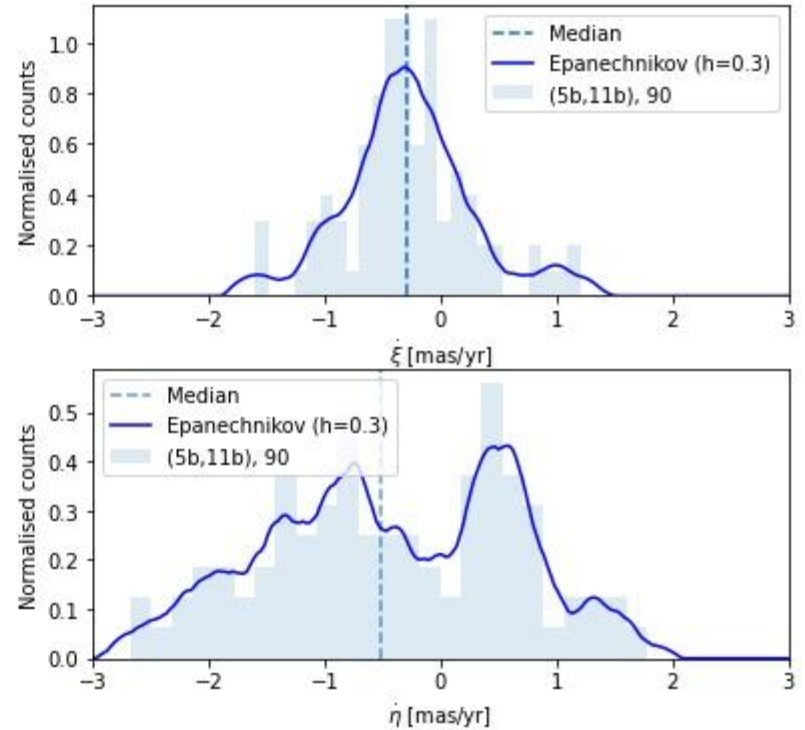 1.0
0.8
0.6
0.4
0.2
0.0
Normalised counts
Median
Epanechnikov (h=0.3)
(5b,11b), 90
−3 −2 −1 0 1 2 3
ξ̇ [mas/yr]
0.5
0.4
0.3
0.2
0.1
0.0
Normalised counts
Median
Epanechnikov (h=0.3)
(5b,11b), 90
−3 −2 −1 0 1 2 3
η̇ [mas/yr]